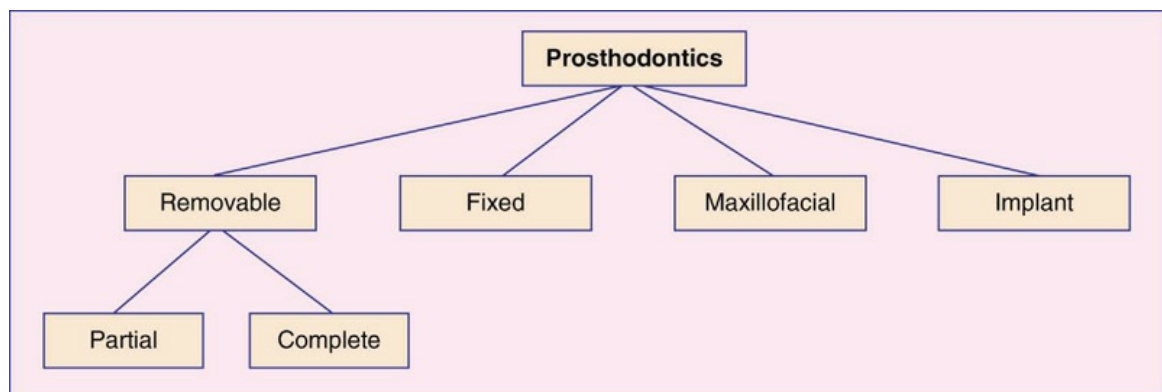 Prosthodontics
Removable
Fixed
Maxillofacial
Implant
Partial
Complete